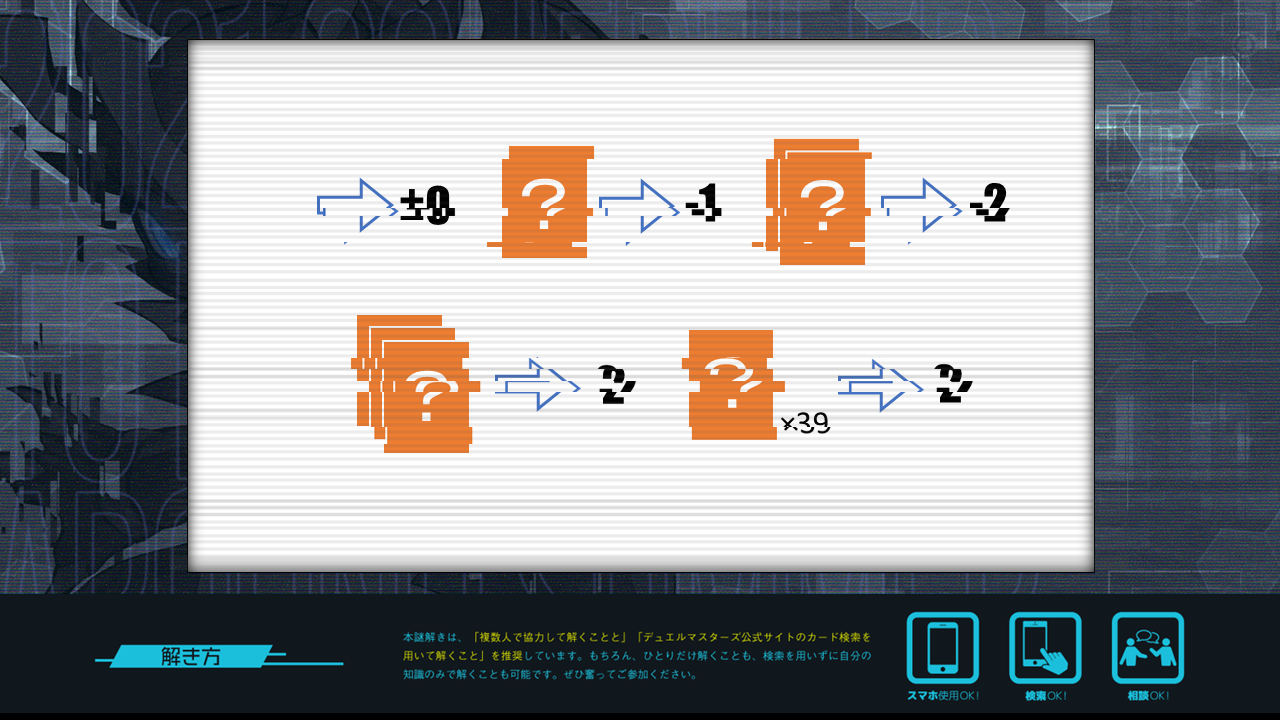 ±0 ? -1 ? -2
? 2 ? ×39 2
解き方
本謎解きは、「複数人で協力して解くことと」「デュエルマスターズ公式サイトのカード検索を
用いて解くこと」を推奨しています。もちろん、ひとりだけ解くことも、検索を用いずに自分の
知識のみで解くことも可能です。ぜひ奮ってご参加ください。
スマホ使用OK!
検索OK!
相談OK!